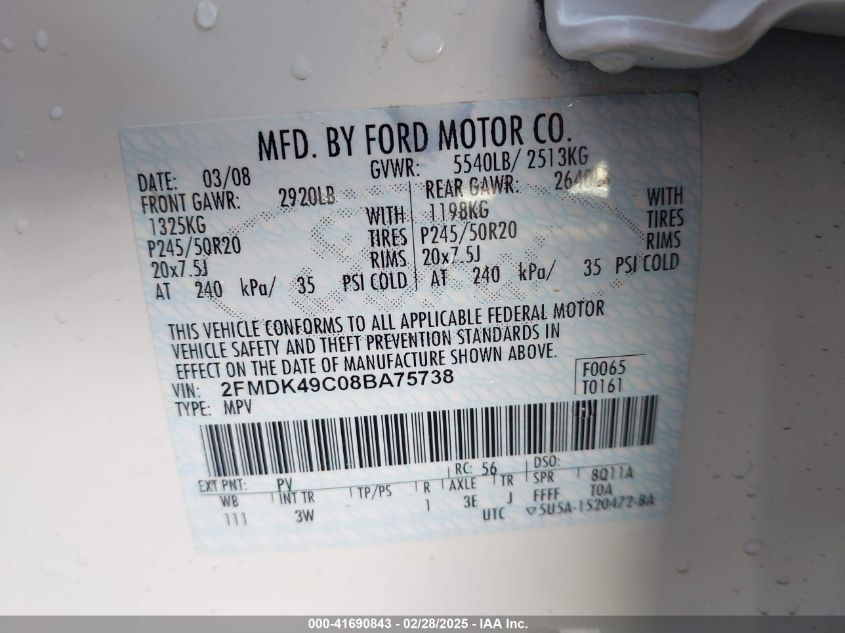 MFD. BY FORD MOTOR CO.
DATE: 03/08 GVWR: 5540LB/ 2513KG
FRONT GAWR: 2920LB REAR GAWR: 2640LB
1325KG WITH 1198KG WITH
P245/50R20 TIRES P245/50R20 TIRES
20x7.5J RIMS 20x7.5J RIMS
AT 240 kPa/ 35 PSI COLD AT 240 kPa/ 35 PSI COLD
THIS VEHICLE CONFORMS TO ALL APPLICABLE FEDERAL MOTOR
VEHICLE SAFETY AND THEFT PREVENTION STANDARDS IN
EFFECT ON THE DATE OF MANUFACTURE SHOWN ABOVE.
VIN: 2FMDK49C08BA75738 F0065
TYPE: MPV T0161
EXT PNT: PV RC: 56 DSO:
WB INT TR TP/PS R AXLE TR SPR 8Q11A
111 3W 1 3E J FFFF T0A
UTC ▽5U5A-1520472-BA
000-41690843 - 02/28/2025 - IAA Inc.